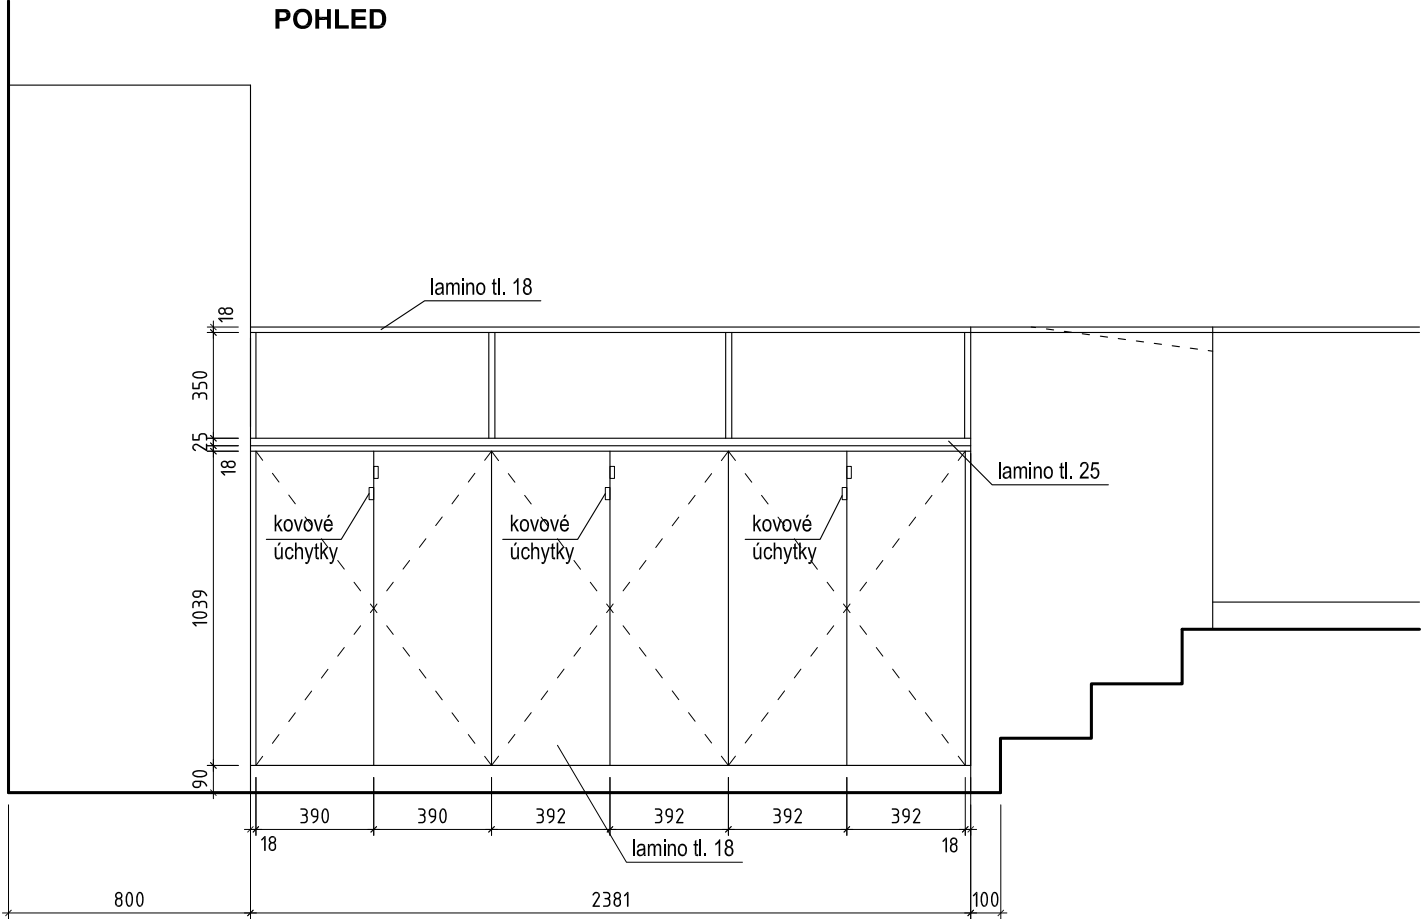 POHLED
lamino tl. 18
18
350
25
18
lamino tl. 25
kovové
úchytky
kovové
úchytky
kovové
úchytky
1039
90
390
390
392
392
392
392
18
lamino tl. 18
18
800
2381
100